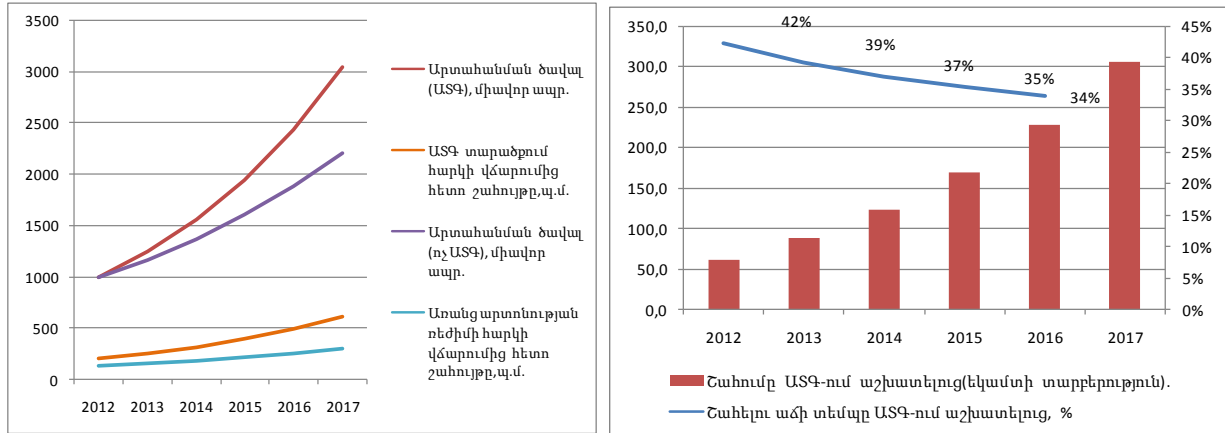 3500
3000
2500
2000
1500
1000
500
0
2012 2013 2014 2015 2016 2017
Արտահանման ծավալ
(ԱՏԳ), միավոր ապր.
ԱՏԳ տարածքում
հարկի վճարումից
հետո շահույթը,պ.մ.
Արտահանման ծավալ
(ոչ ԱՏԳ), միավոր
ապր.
Առանց արտոնության
ռեժիմի հարկի
վճարումից հետո
շահույթը,պ.մ.
350,0
300,0
250,0
200,0
150,0
100,0
50,0
0,0
42%
39%
37%
35%
34%
45%
40%
35%
30%
25%
20%
15%
10%
5%
0%
2012 2013 2014 2015 2016 2017
Շահումը ԱՏԳ-ում աշխատելուց(եկամտի տարբերություն).
Շահելու աճի տեմպը ԱՏԳ-ում աշխատելուց, %